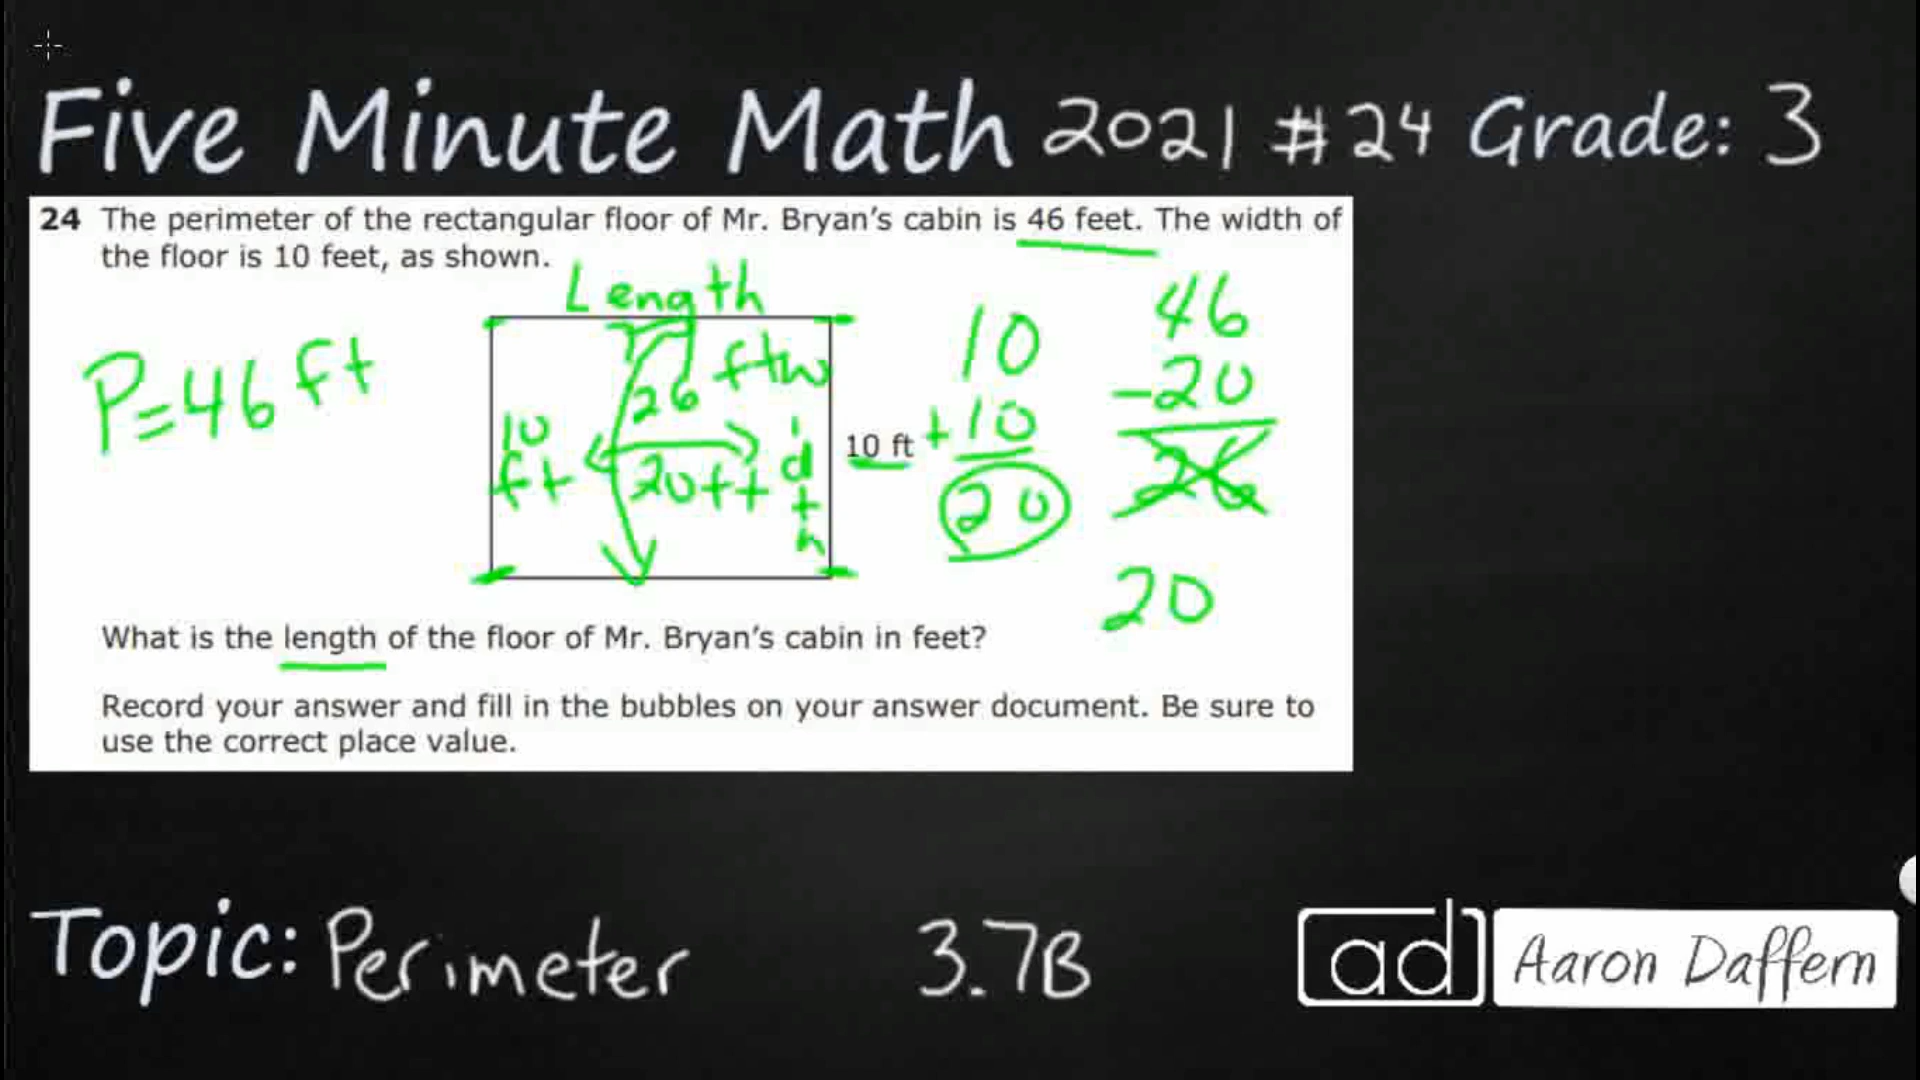 Five Minute Math 2021 #24 Grade: 3
24 The perimeter of the rectangular floor of Mr. Bryan's cabin is 46 feet. The width of
the floor is 10 feet, as shown.
Length
P=46 ft
26 ft
width
10 ft
20ft
10 ft
10
+10
20
46
-20
26
20
What is the length of the floor of Mr. Bryan's cabin in feet?
Record your answer and fill in the bubbles on your answer document. Be sure to
use the correct place value.
Topic: Perimeter 3.7B
ad Aaron Daffern